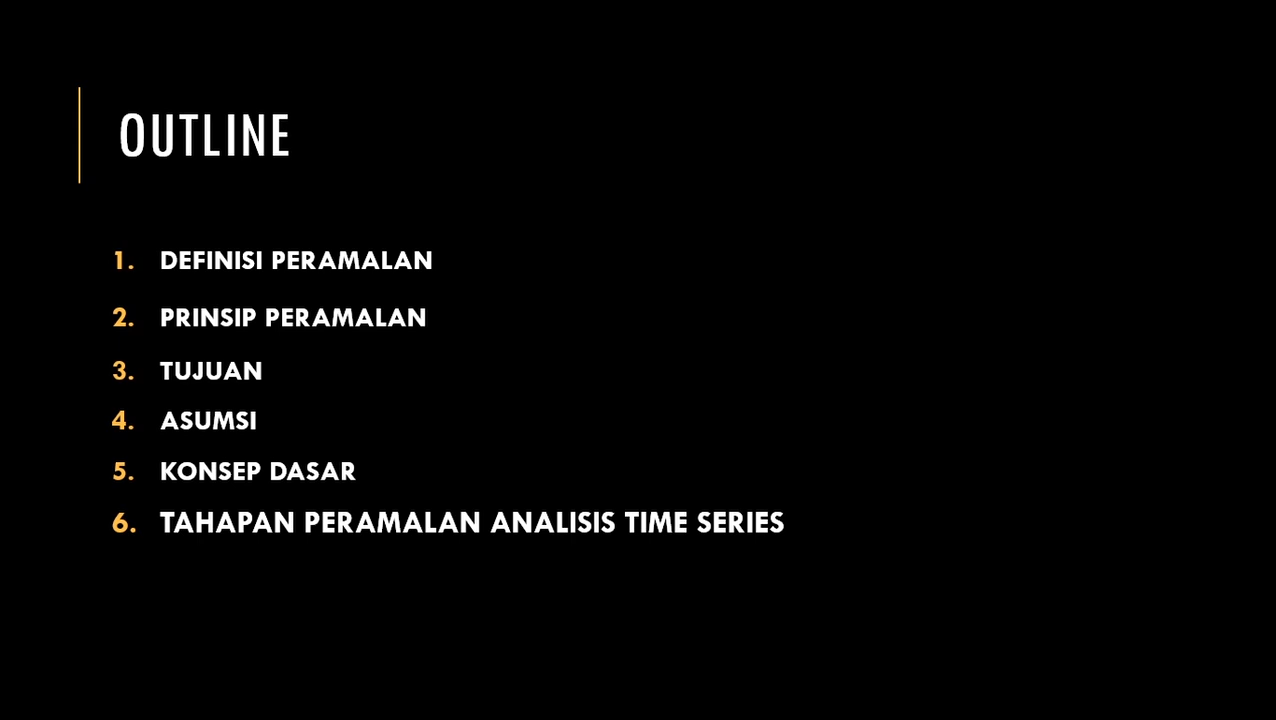 OUTLINE
1. DEFINISI PERAMALAN
2. PRINSIP PERAMALAN
3. TUJUAN
4. ASUMSI
5. KONSEP DASAR
6. TAHAPAN PERAMALAN ANALISIS TIME SERIES